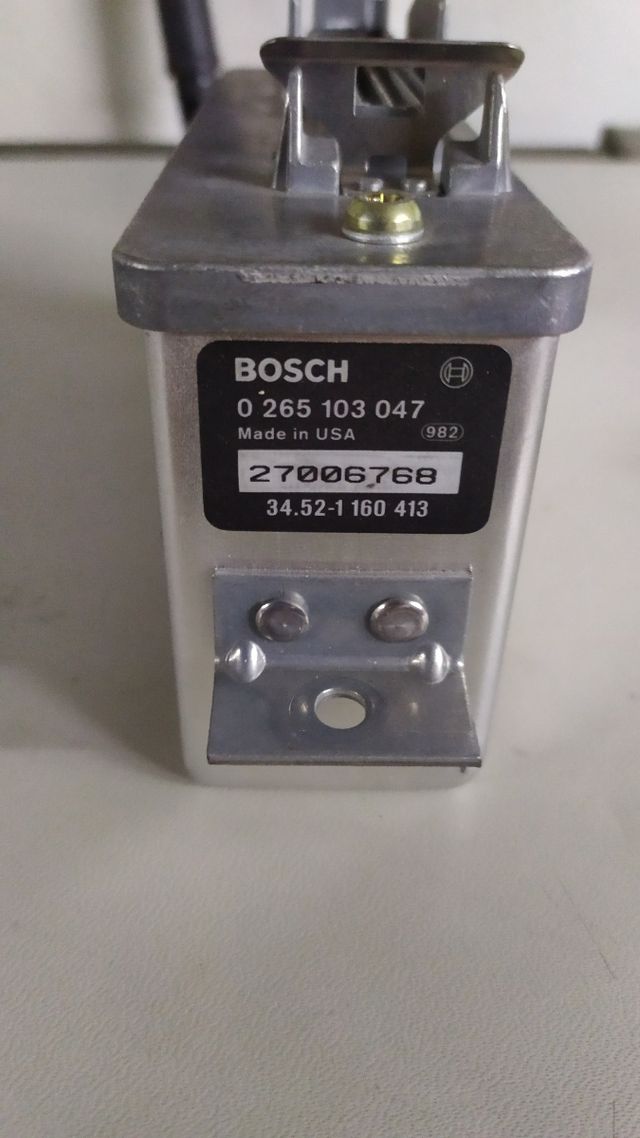 BOSCH
0 265 103 047
Made in USA 982
27006768
34.52-1 160 413